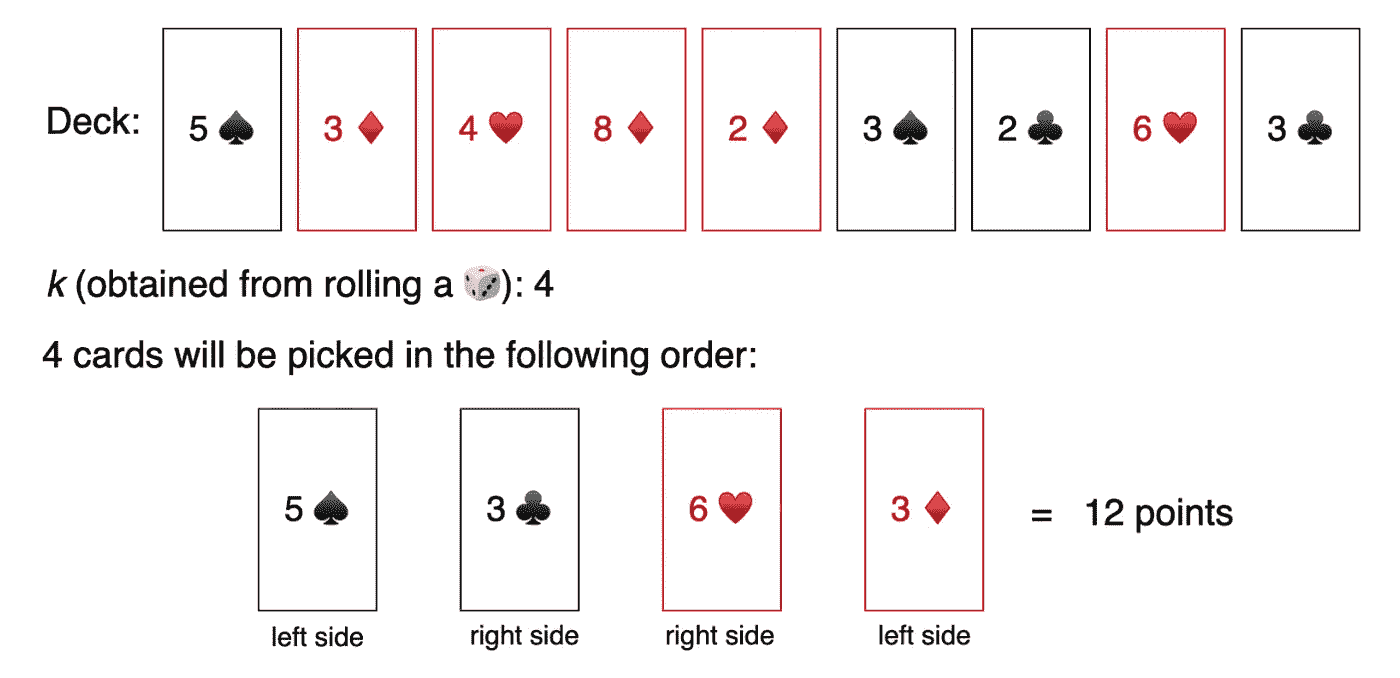 Deck: 5 ♠ 3 ♦ 4 ♥ 8 ♦ 2 ♦ 3 ♠ 2 ♣ 6 ♥ 3 ♣
k (obtained from rolling a 🎲): 4
4 cards will be picked in the following order:
5 ♠ 3 ♣ 6 ♥ 3 ♦ = 12 points
left side right side right side left side